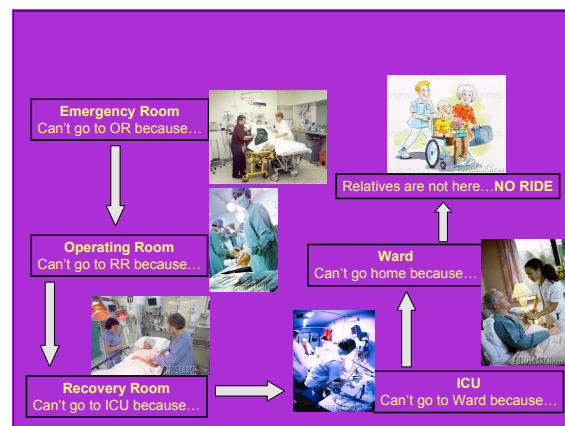 Emergency Room
Can't go to OR because…
Operating Room
Can't go to RR because…
Recovery Room
Can't go to ICU because…
ICU
Can't go to Ward because…
Ward
Can't go home because…
Relatives are not here…NO RIDE